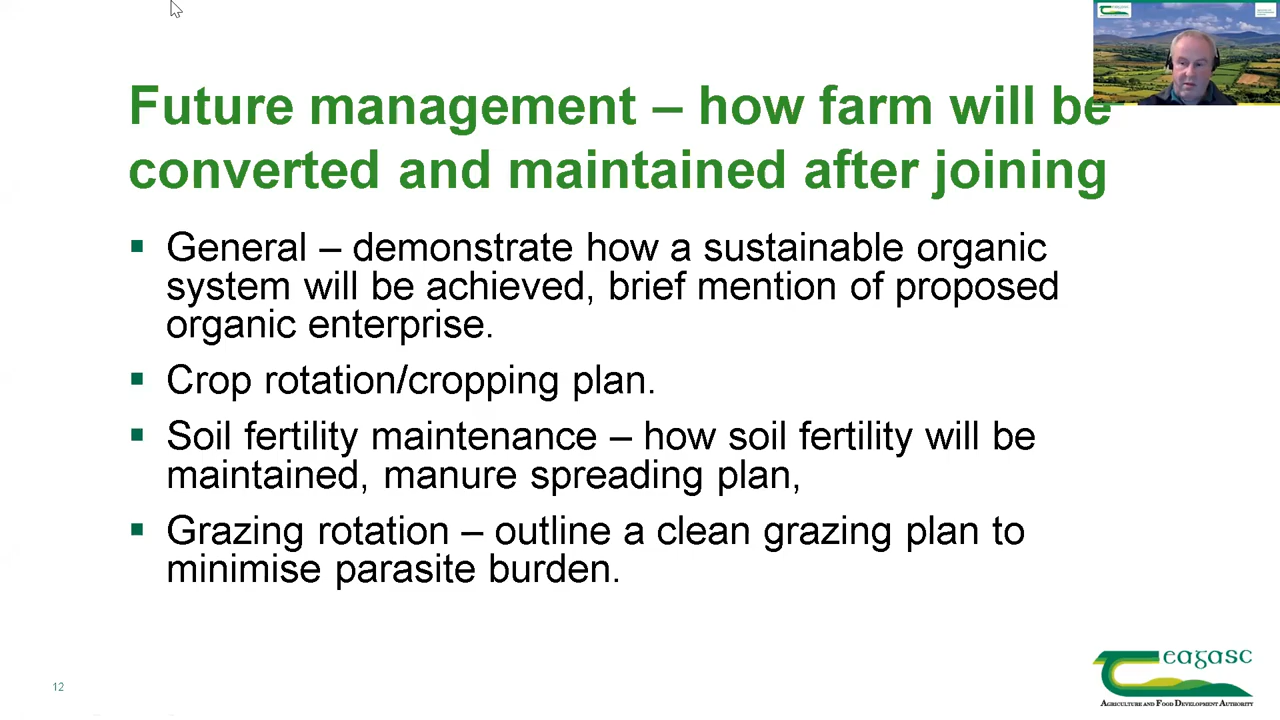 Future management – how farm will be
converted and maintained after joining
▪ General – demonstrate how a sustainable organic
system will be achieved, brief mention of proposed
organic enterprise.
▪ Crop rotation/cropping plan.
▪ Soil fertility maintenance – how soil fertility will be
maintained, manure spreading plan,
▪ Grazing rotation – outline a clean grazing plan to
minimise parasite burden.
12
eagasc
AGRICULTURE AND FOOD DEVELOPMENT AUTHORITY